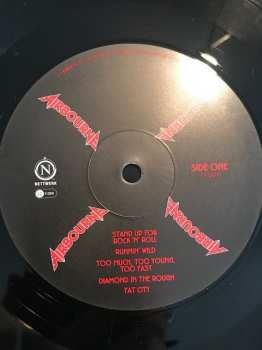 AIRBOURNE
AIRBOURNE
SIDE ONE
N
NETTWERK
AIRBOURNE
AIRBOURNE
STAND UP FOR
ROCK 'N' ROLL
RUNNIN' WILD
TOO MUCH, TOO YOUNG,
TOO FAST
DIAMOND IN THE ROUGH
FAT CITY